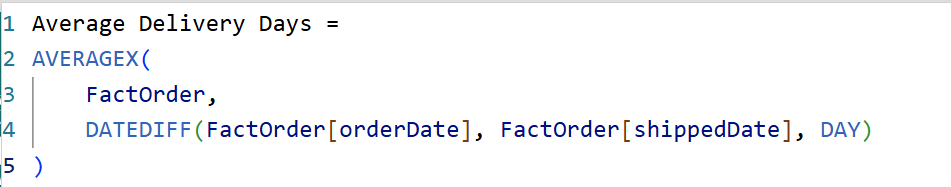 1 Average Delivery Days =
2 AVERAGEX(
3 FactOrder,
4 DATEDIFF(FactOrder[orderDate], FactOrder[shippedDate], DAY)
5 )